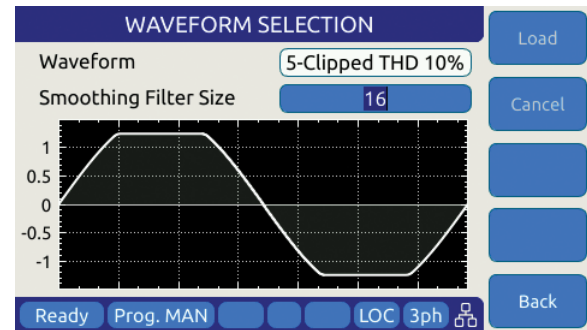 WAVEFORM SELECTION
Load
Waveform
5-Clipped THD 10%
Smoothing Filter Size
16
Cancel
1
0.5
0
-0.5
-1
Ready
Prog. MAN
LOC
3ph
Back